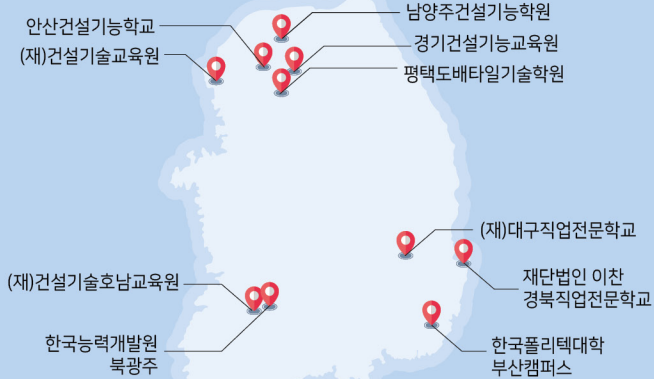 남양주건설기능학원
안산건설기능학교
경기건설기능교육원
(재)건설기술교육원
평택도배타일기술학원
(재)대구직업전문학교
재단법인 이찬
경북직업전문학교
(재)건설기술호남교육원
한국능력개발원
북광주
한국폴리텍대학
부산캠퍼스